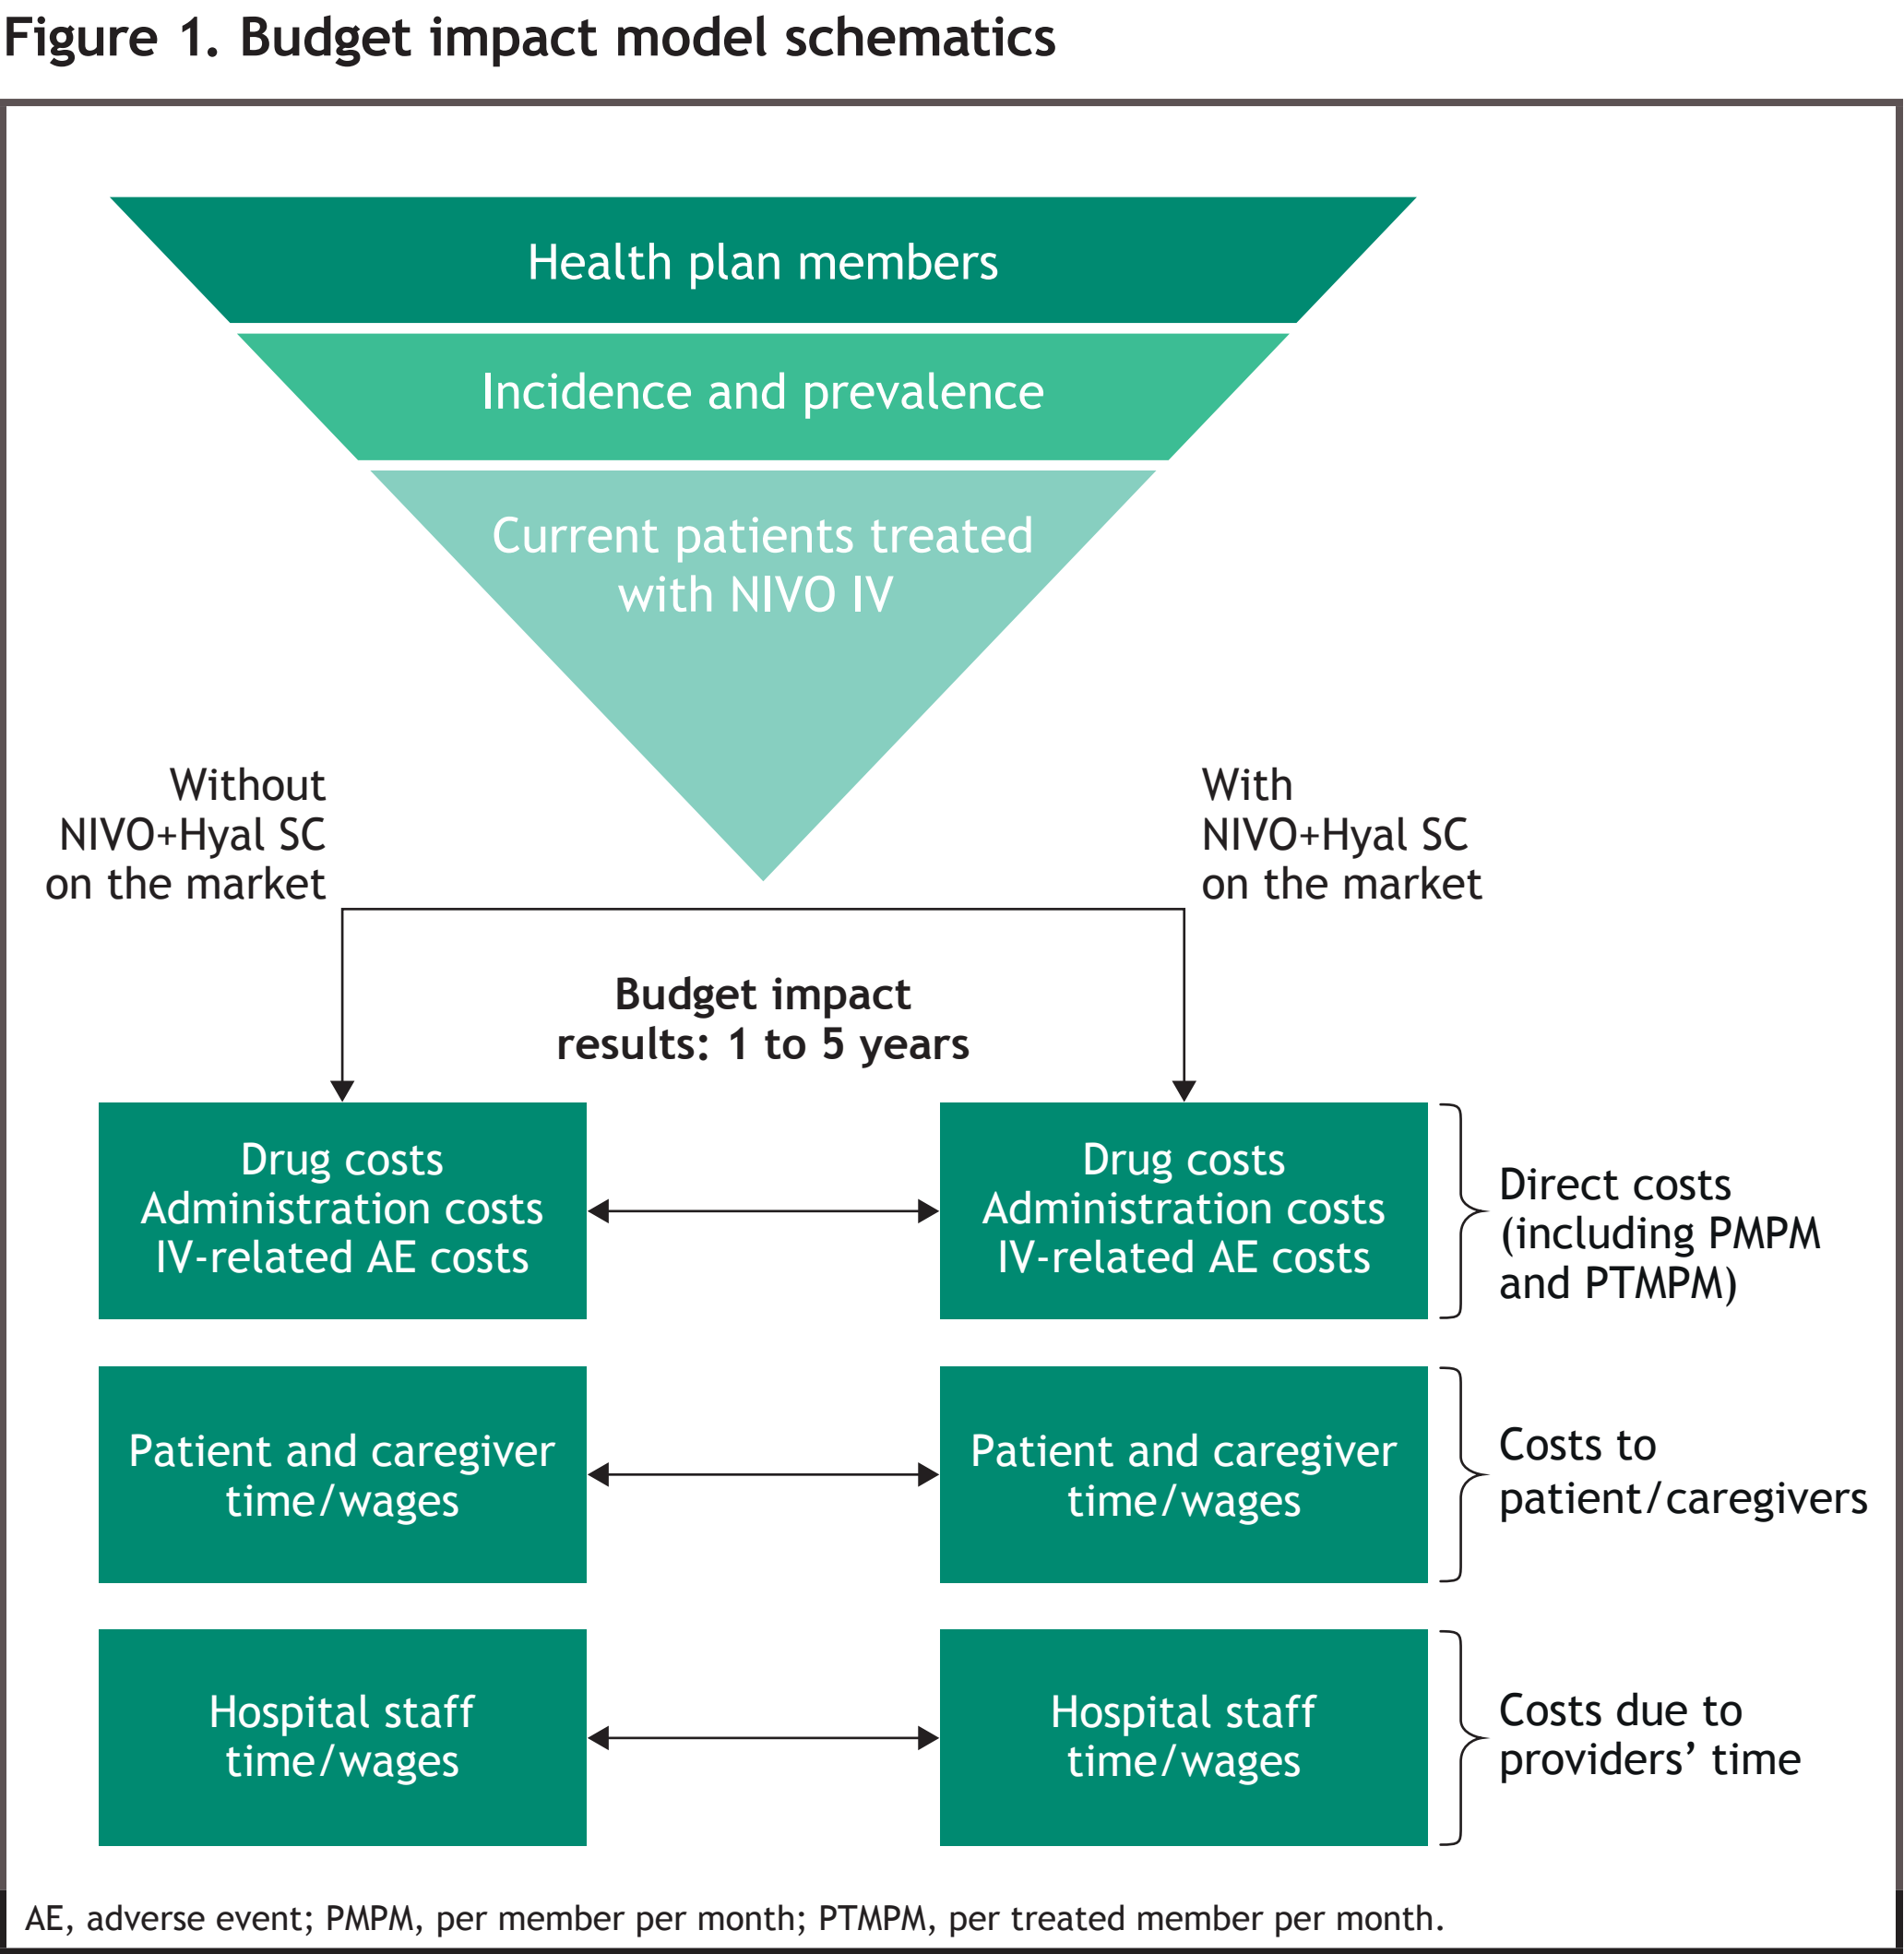 Figure 1. Budget impact model schematics
Health plan members
Incidence and prevalence
Current patients treated
with NIVO IV
Without
NIVO+Hyal SC
on the market
With
NIVO+Hyal SC
on the market
Budget impact
results: 1 to 5 years
Drug costs
Administration costs
IV-related AE costs
Drug costs
Administration costs
IV-related AE costs
Direct costs
(including PMPM
and PTMPM)
Patient and caregiver
time/wages
Patient and caregiver
time/wages
Costs to
patient/caregivers
Hospital staff
time/wages
Hospital staff
time/wages
Costs due to
providers’ time
AE, adverse event; PMPM, per member per month; PTMPM, per treated member per month.